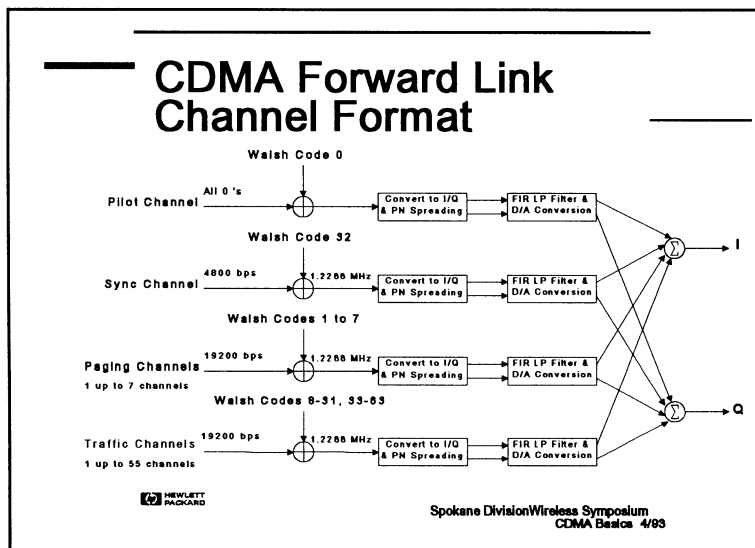 CDMA Forward Link
Channel Format
Walsh Code 0
Pilot Channel
All 0 's
Convert to I/Q
& PN Spreading
FIR LP Filter &
D/A Conversion
Σ
I
Walsh Code 32
Sync Channel
4800 bps
1.2288 MHz
Convert to I/Q
& PN Spreading
FIR LP Filter &
D/A Conversion
Walsh Codes 1 to 7
Paging Channels
1 up to 7 channels
19200 bps
1.2288 MHz
Convert to I/Q
& PN Spreading
FIR LP Filter &
D/A Conversion
Σ
Q
Walsh Codes 8-31, 33-63
Traffic Channels
1 up to 55 channels
19200 bps
1.2288 MHz
Convert to I/Q
& PN Spreading
FIR LP Filter &
D/A Conversion
hp HEWLETT
PACKARD
Spokane DivisionWireless Symposium
CDMA Basics 4/93